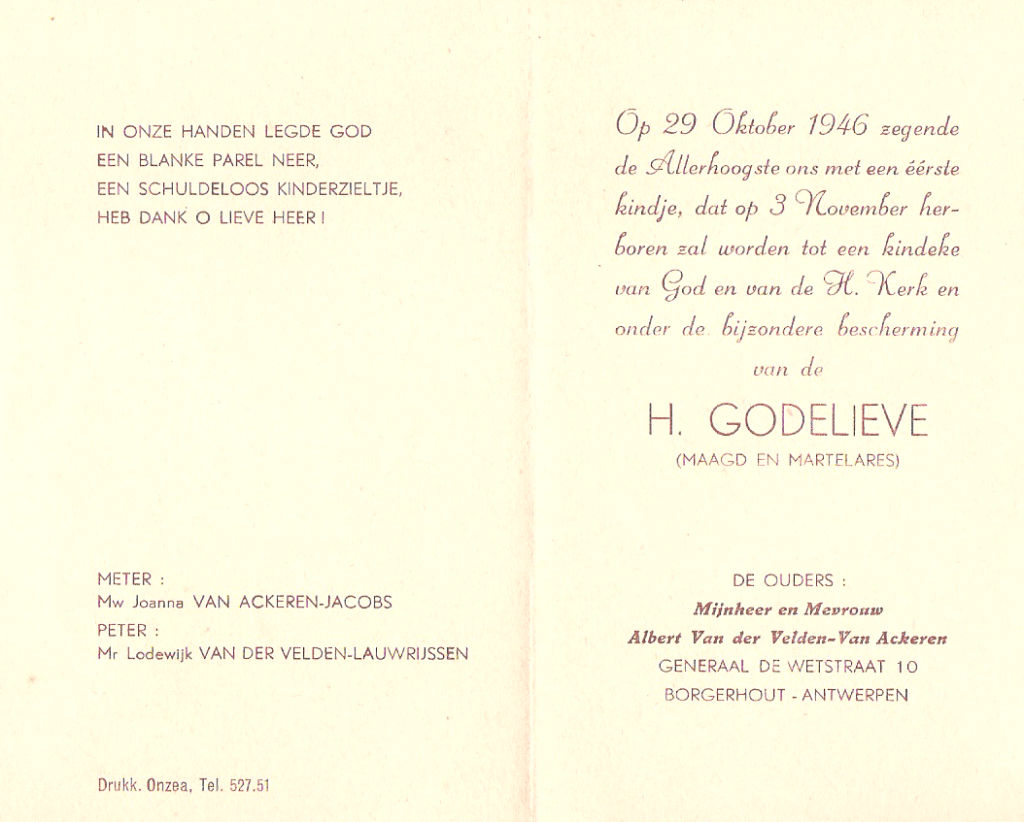 IN ONZE HANDEN LEGDE GOD
EEN BLANKE PAREL NEER,
EEN SCHULDELOOS KINDERZIELTJE,
HEB DANK O LIEVE HEER !
METER :
Mw Joanna VAN ACKEREN-JACOBS
PETER :
Mr Lodewijk VAN DER VELDEN-LAUWRIJSSEN
Drukk. Onzea, Tel. 527.51
Op 29 Oktober 1946 zegende
de Allerhoogste ons met een éérste
kindje, dat op 3 November her-
boren zal worden tot een kindeke
van God en van de H. Kerk en
onder de bijzondere bescherming
van de
H. GODELIEVE
(MAAGD EN MARTELARES)
DE OUDERS :
Mijnheer en Mevrouw
Albert Van der Velden-Van Ackeren
GENERAAL DE WETSTRAAT 10
BORGERHOUT - ANTWERPEN